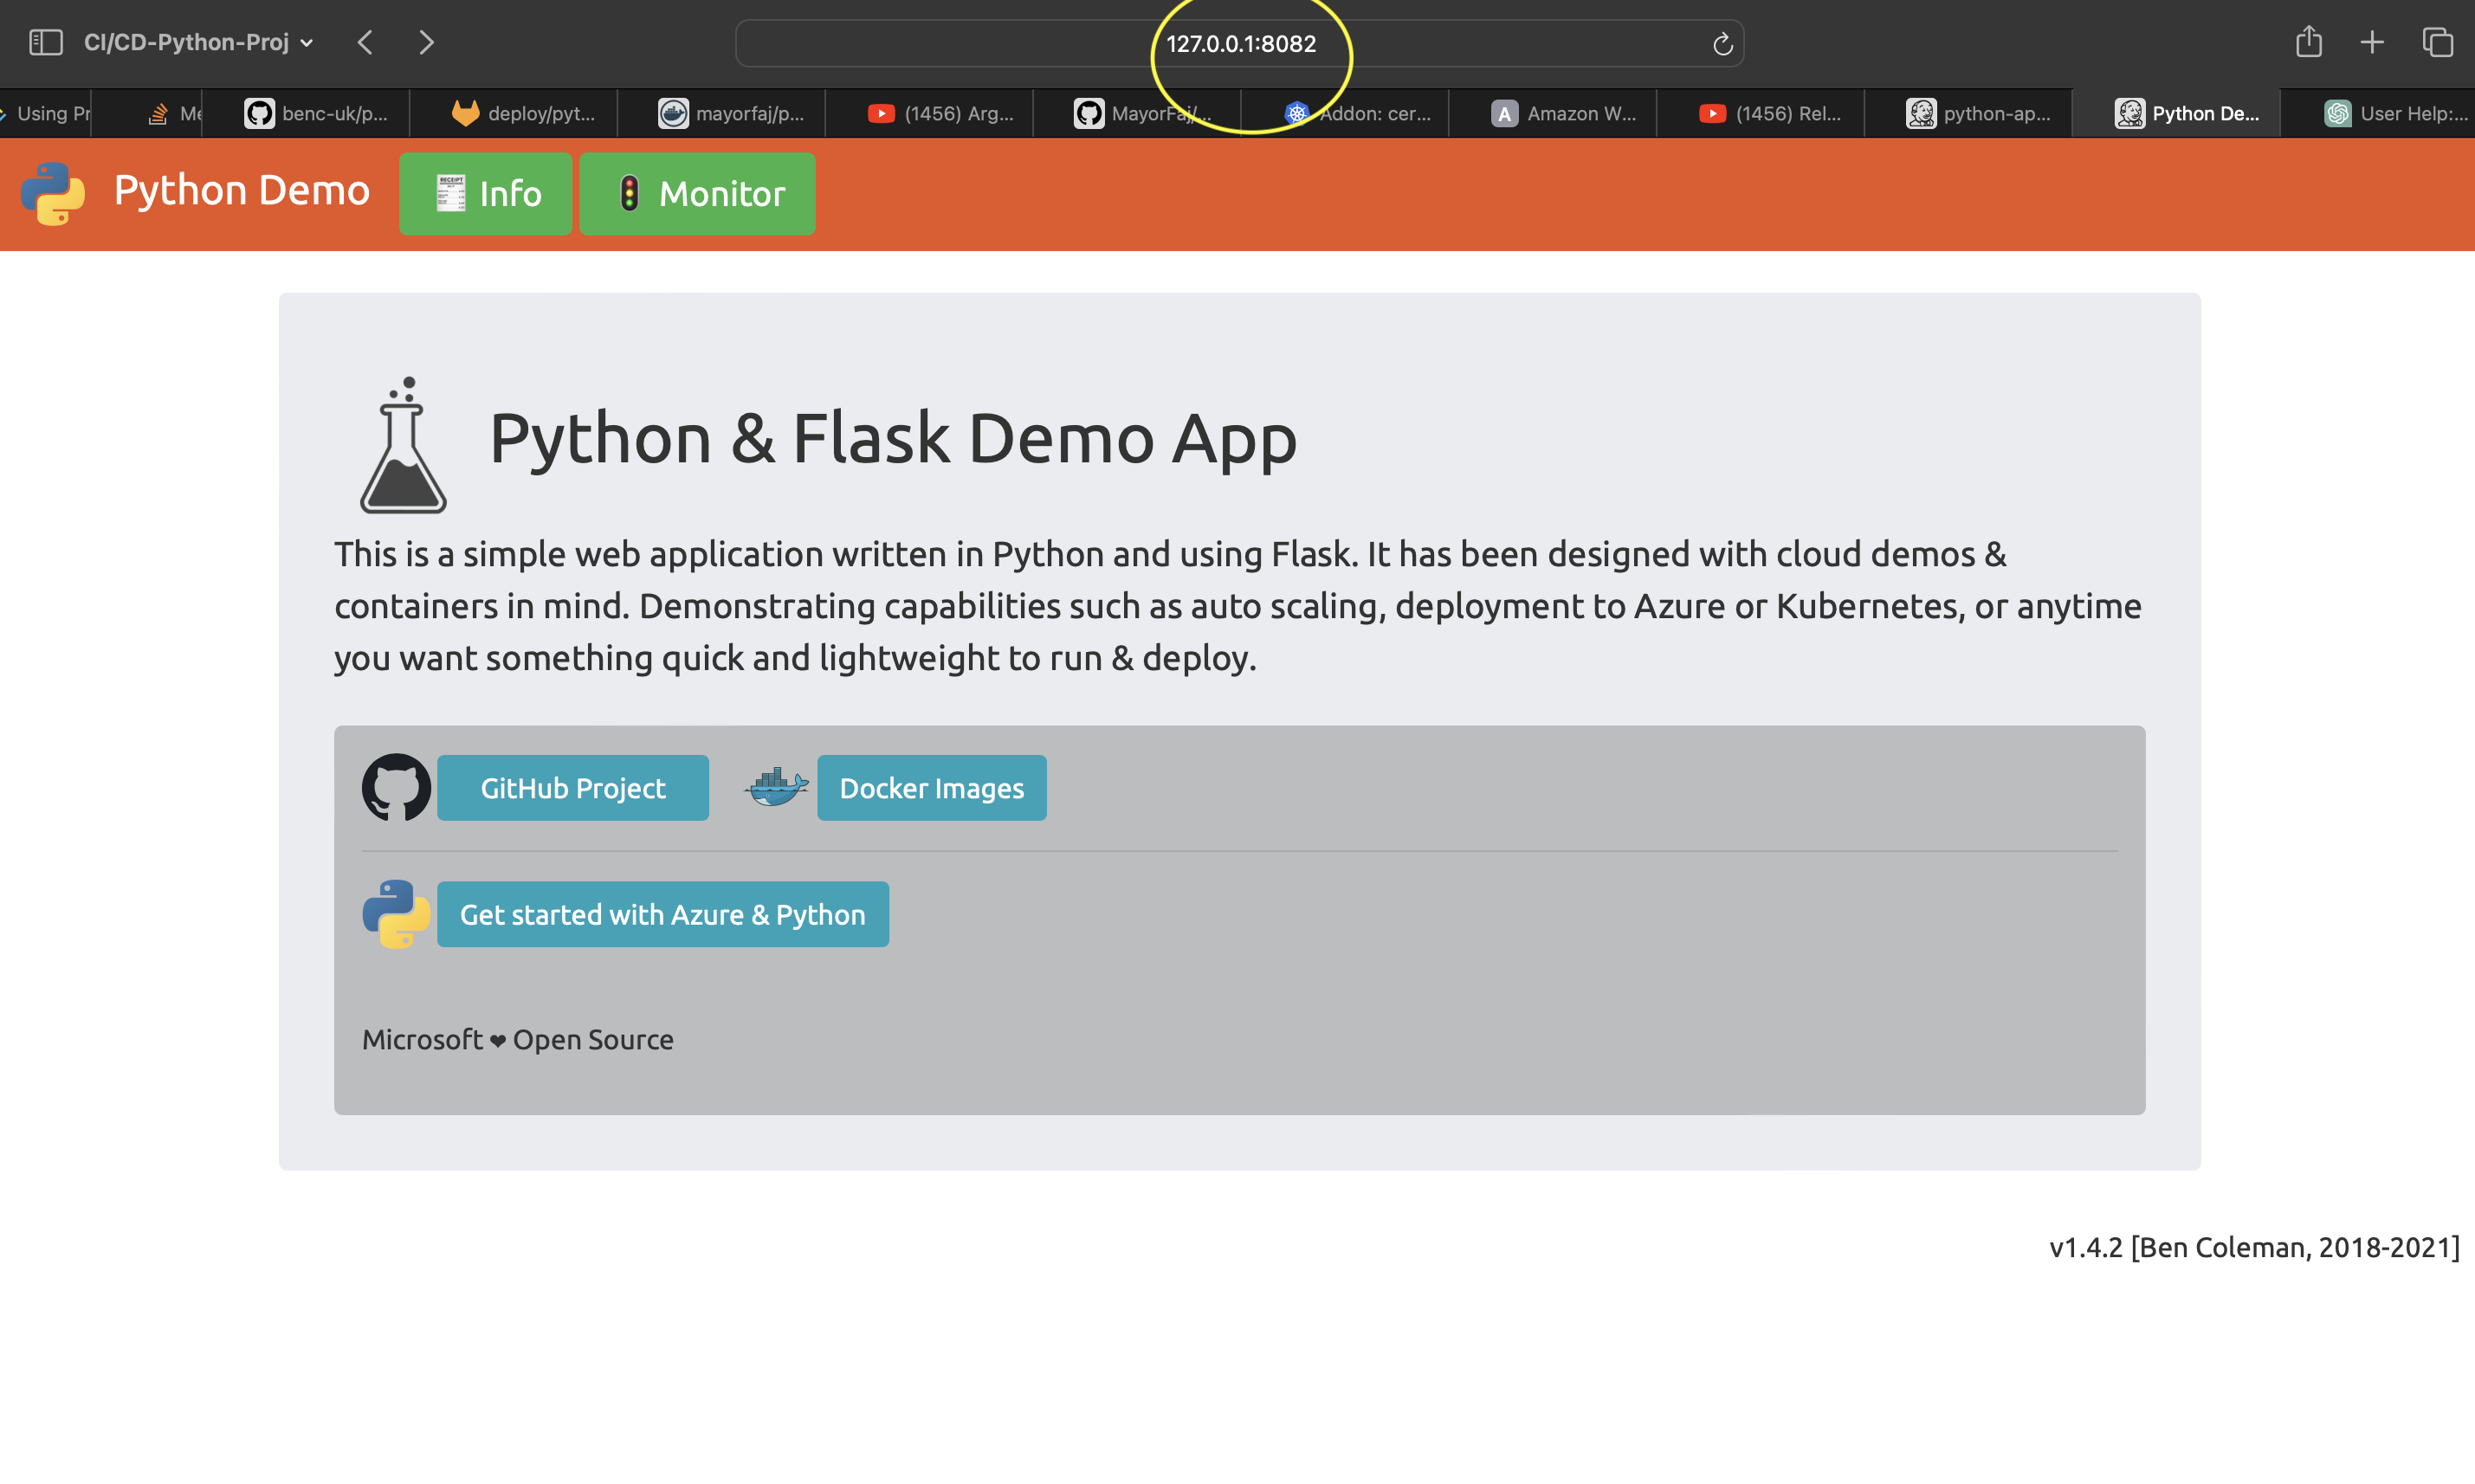 CI/CD-Python-Proj
127.0.0.1:8082
Using Pr
Me
benc-uk/p...
deploy/pyt...
mayorfaj/p...
(1456) Arg...
MayorFaj/...
Addon: cer...
A
Amazon W...
(1456) Rel...
python-ap...
Python De...
User Help:...
Python Demo
RECEIPT
Info
Monitor
Python & Flask Demo App
This is a simple web application written in Python and using Flask. It has been designed with cloud demos &
containers in mind. Demonstrating capabilities such as auto scaling, deployment to Azure or Kubernetes, or anytime
you want something quick and lightweight to run & deploy.
GitHub Project
Docker Images
Get started with Azure & Python
Microsoft ❤ Open Source
v1.4.2 [Ben Coleman, 2018-2021]